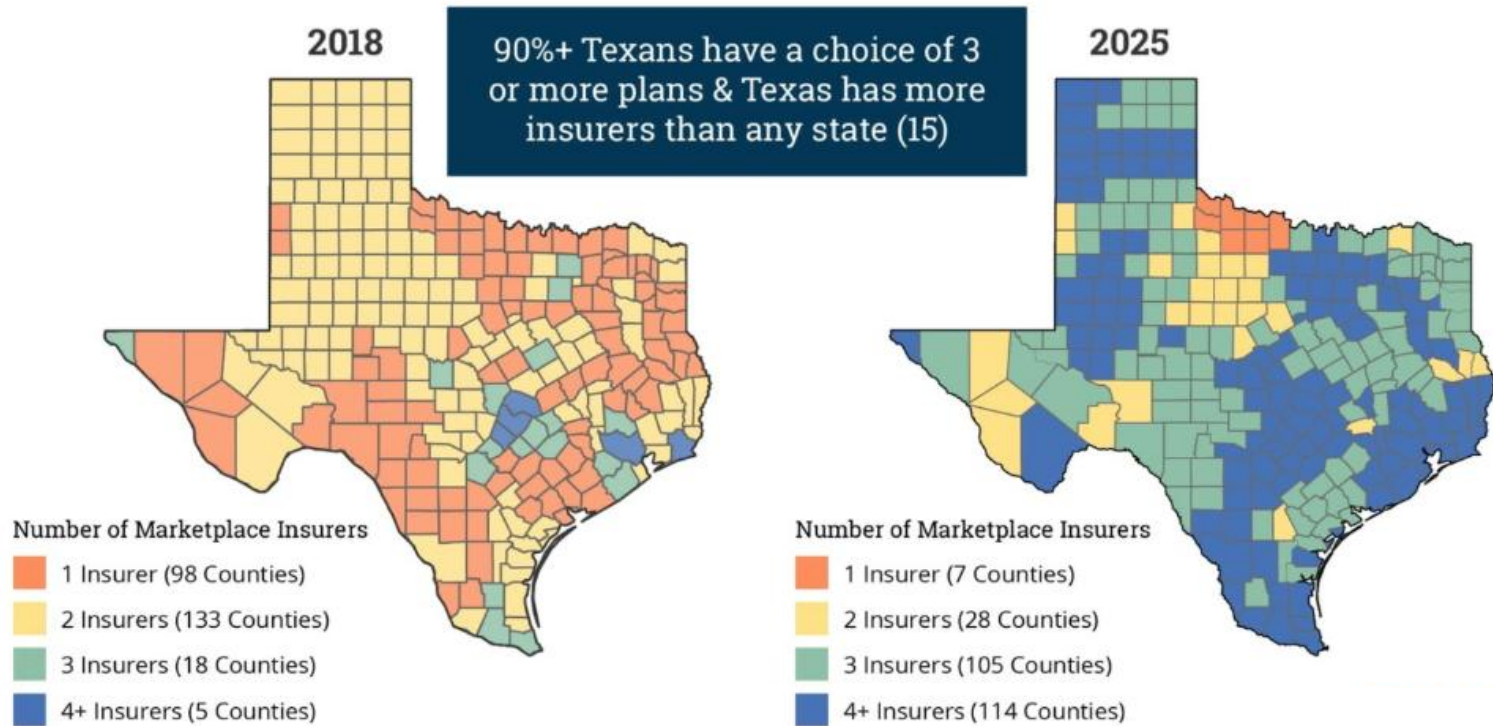 2018
90%+ Texans have a choice of 3
or more plans & Texas has more
insurers than any state (15)
2025
Number of Marketplace Insurers
1 Insurer (98 Counties)
2 Insurers (133 Counties)
3 Insurers (18 Counties)
4+ Insurers (5 Counties)
Number of Marketplace Insurers
1 Insurer (7 Counties)
2 Insurers (28 Counties)
3 Insurers (105 Counties)
4+ Insurers (114 Counties)